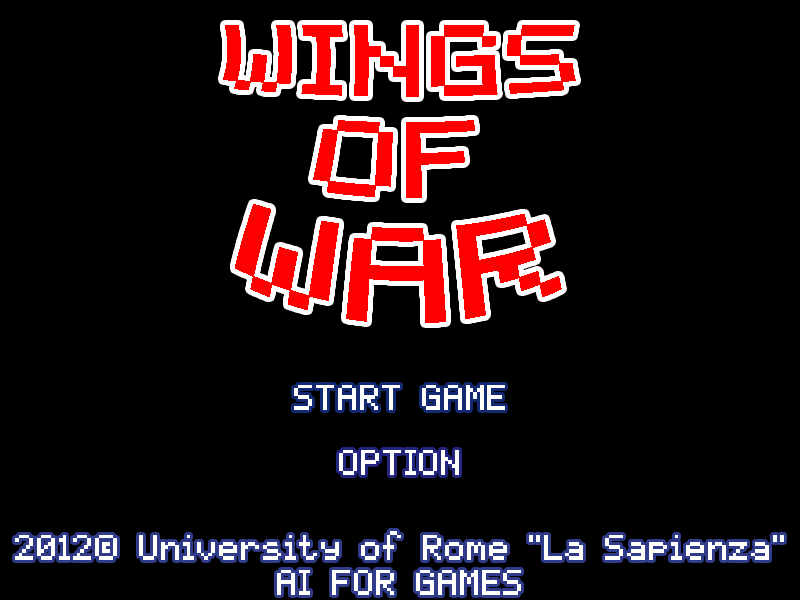 WINGS
OF
WAR
START GAME
OPTION
2012© University of Rome "La Sapienza"
AI FOR GAMES